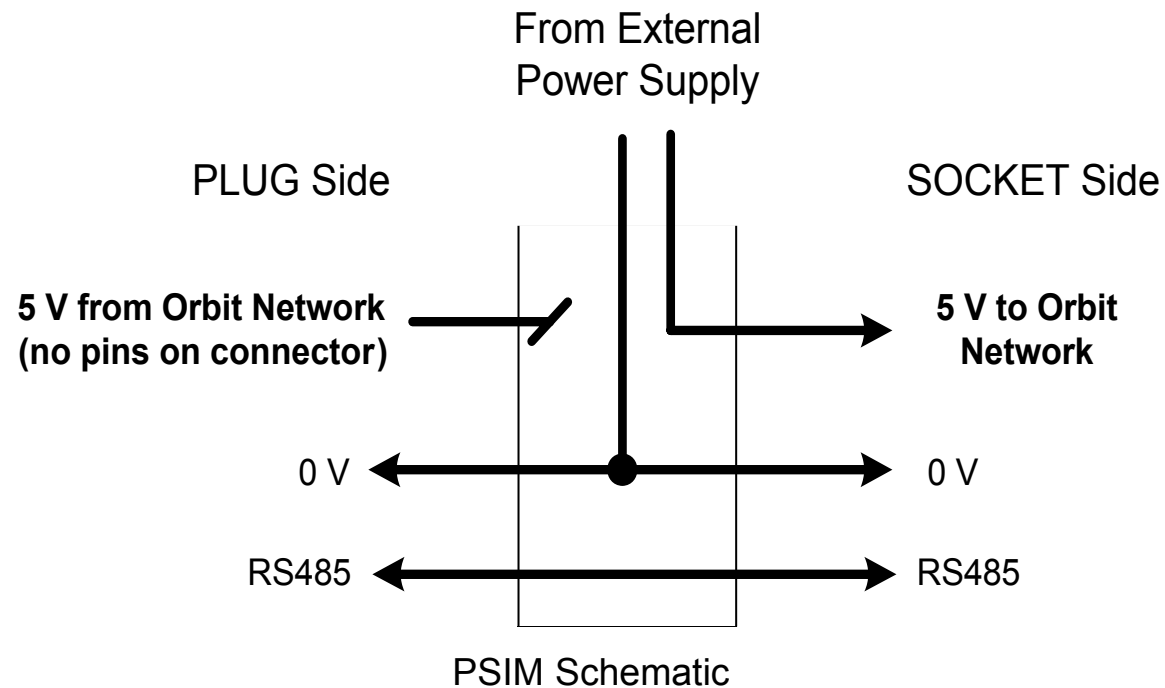 From External
Power Supply
PLUG Side
SOCKET Side
5 V from Orbit Network
(no pins on connector)
5 V to Orbit
Network
0 V
0 V
RS485
RS485
PSIM Schematic